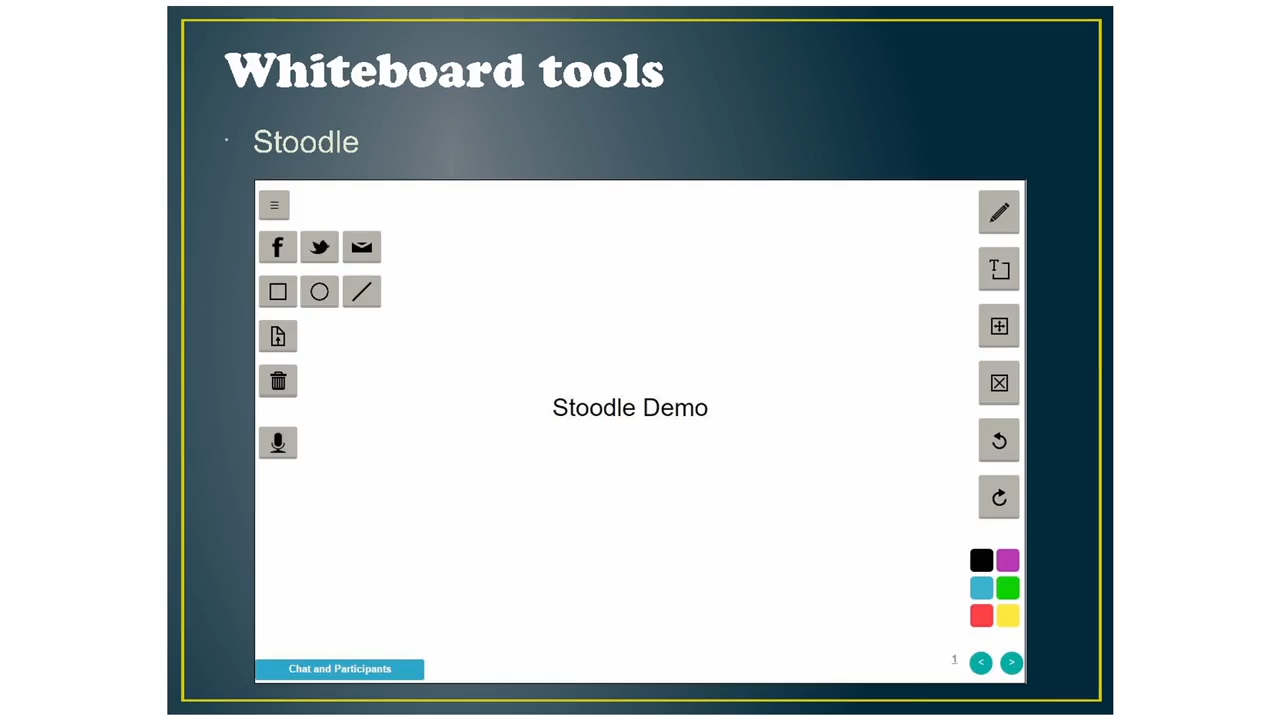 Whiteboard tools
Stoodle
Stoodle Demo
Chat and Participants
1 < >